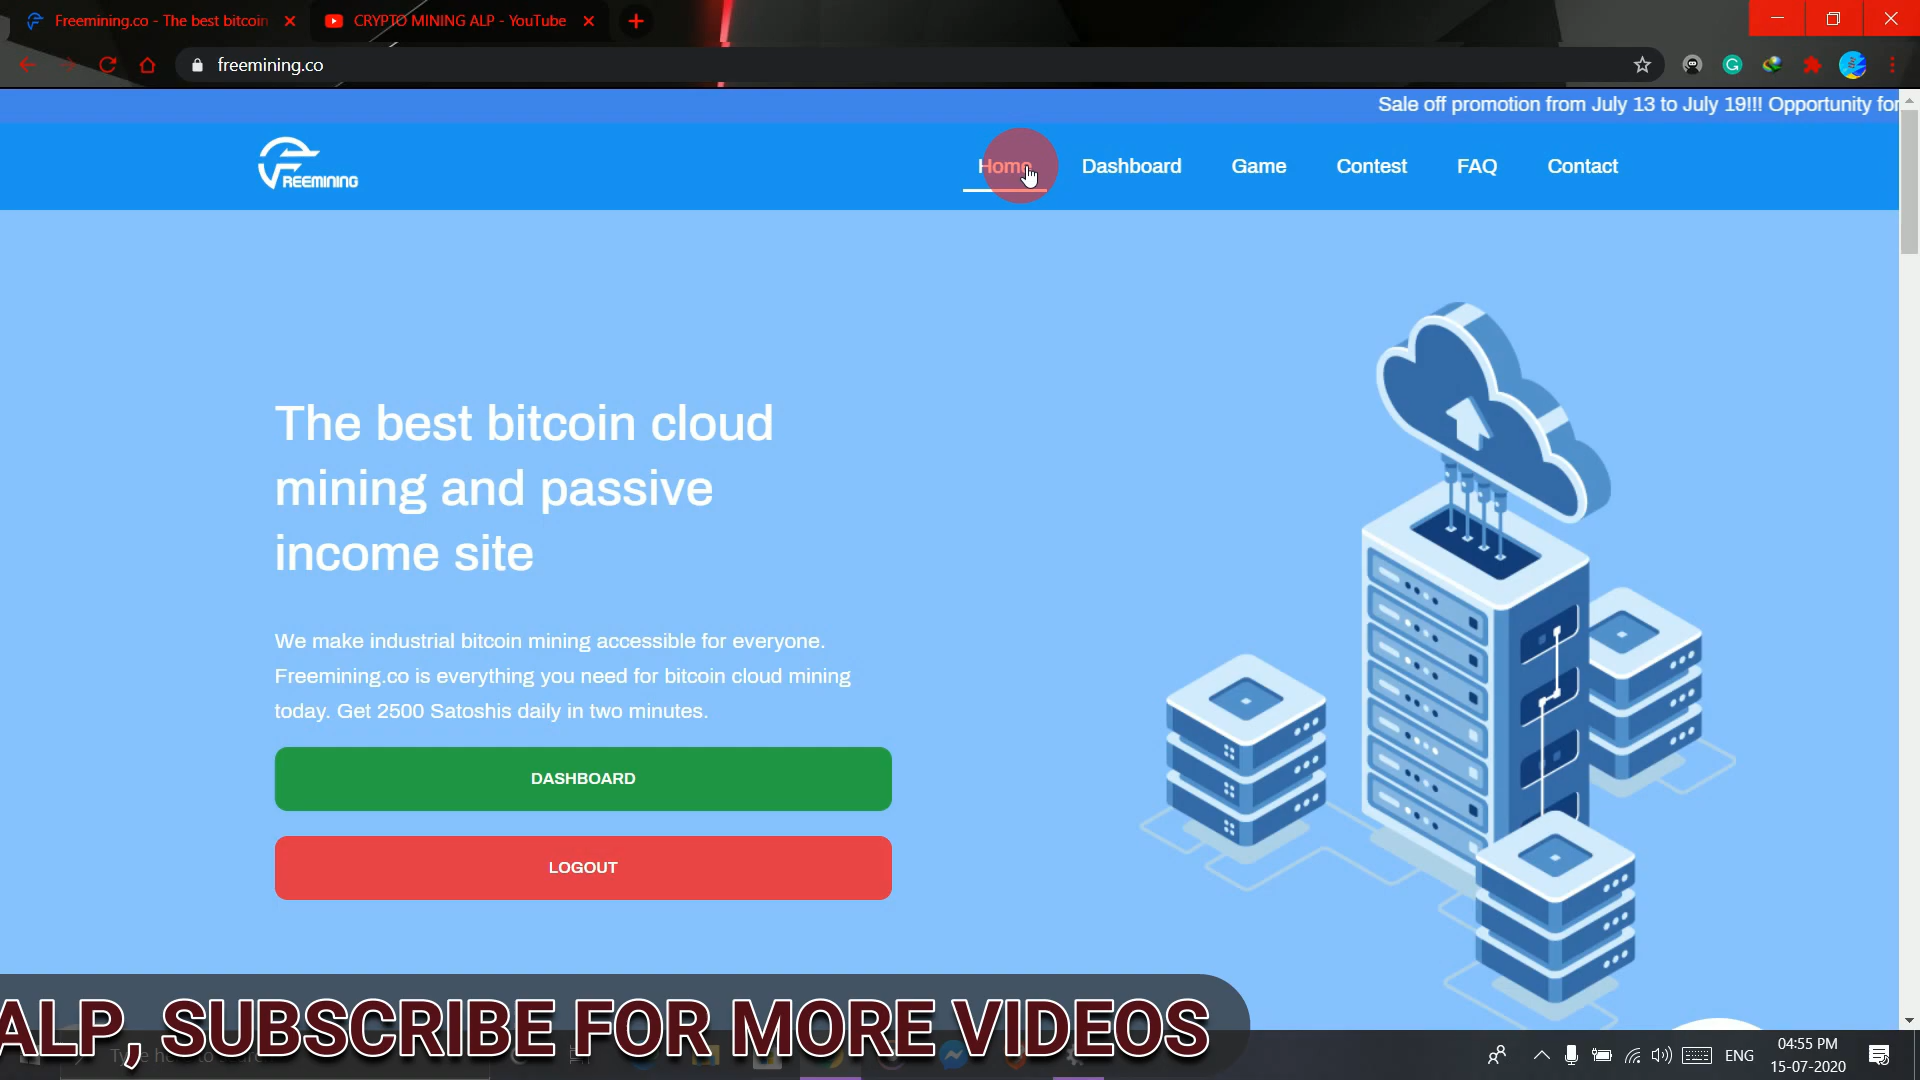 Freemining.co - The best bitcoin
CRYPTO MINING ALP - YouTube
freemining.co
Sale off promotion from July 13 to July 19!!! Opportunity for
FREEMINING
Home
Dashboard
Game
Contest
FAQ
Contact
The best bitcoin cloud
mining and passive
income site
We make industrial bitcoin mining accessible for everyone.
Freemining.co is everything you need for bitcoin cloud mining
today. Get 2500 Satoshis daily in two minutes.
DASHBOARD
LOGOUT
ALP, SUBSCRIBE FOR MORE VIDEOS
ENG
04:55 PM
15-07-2020